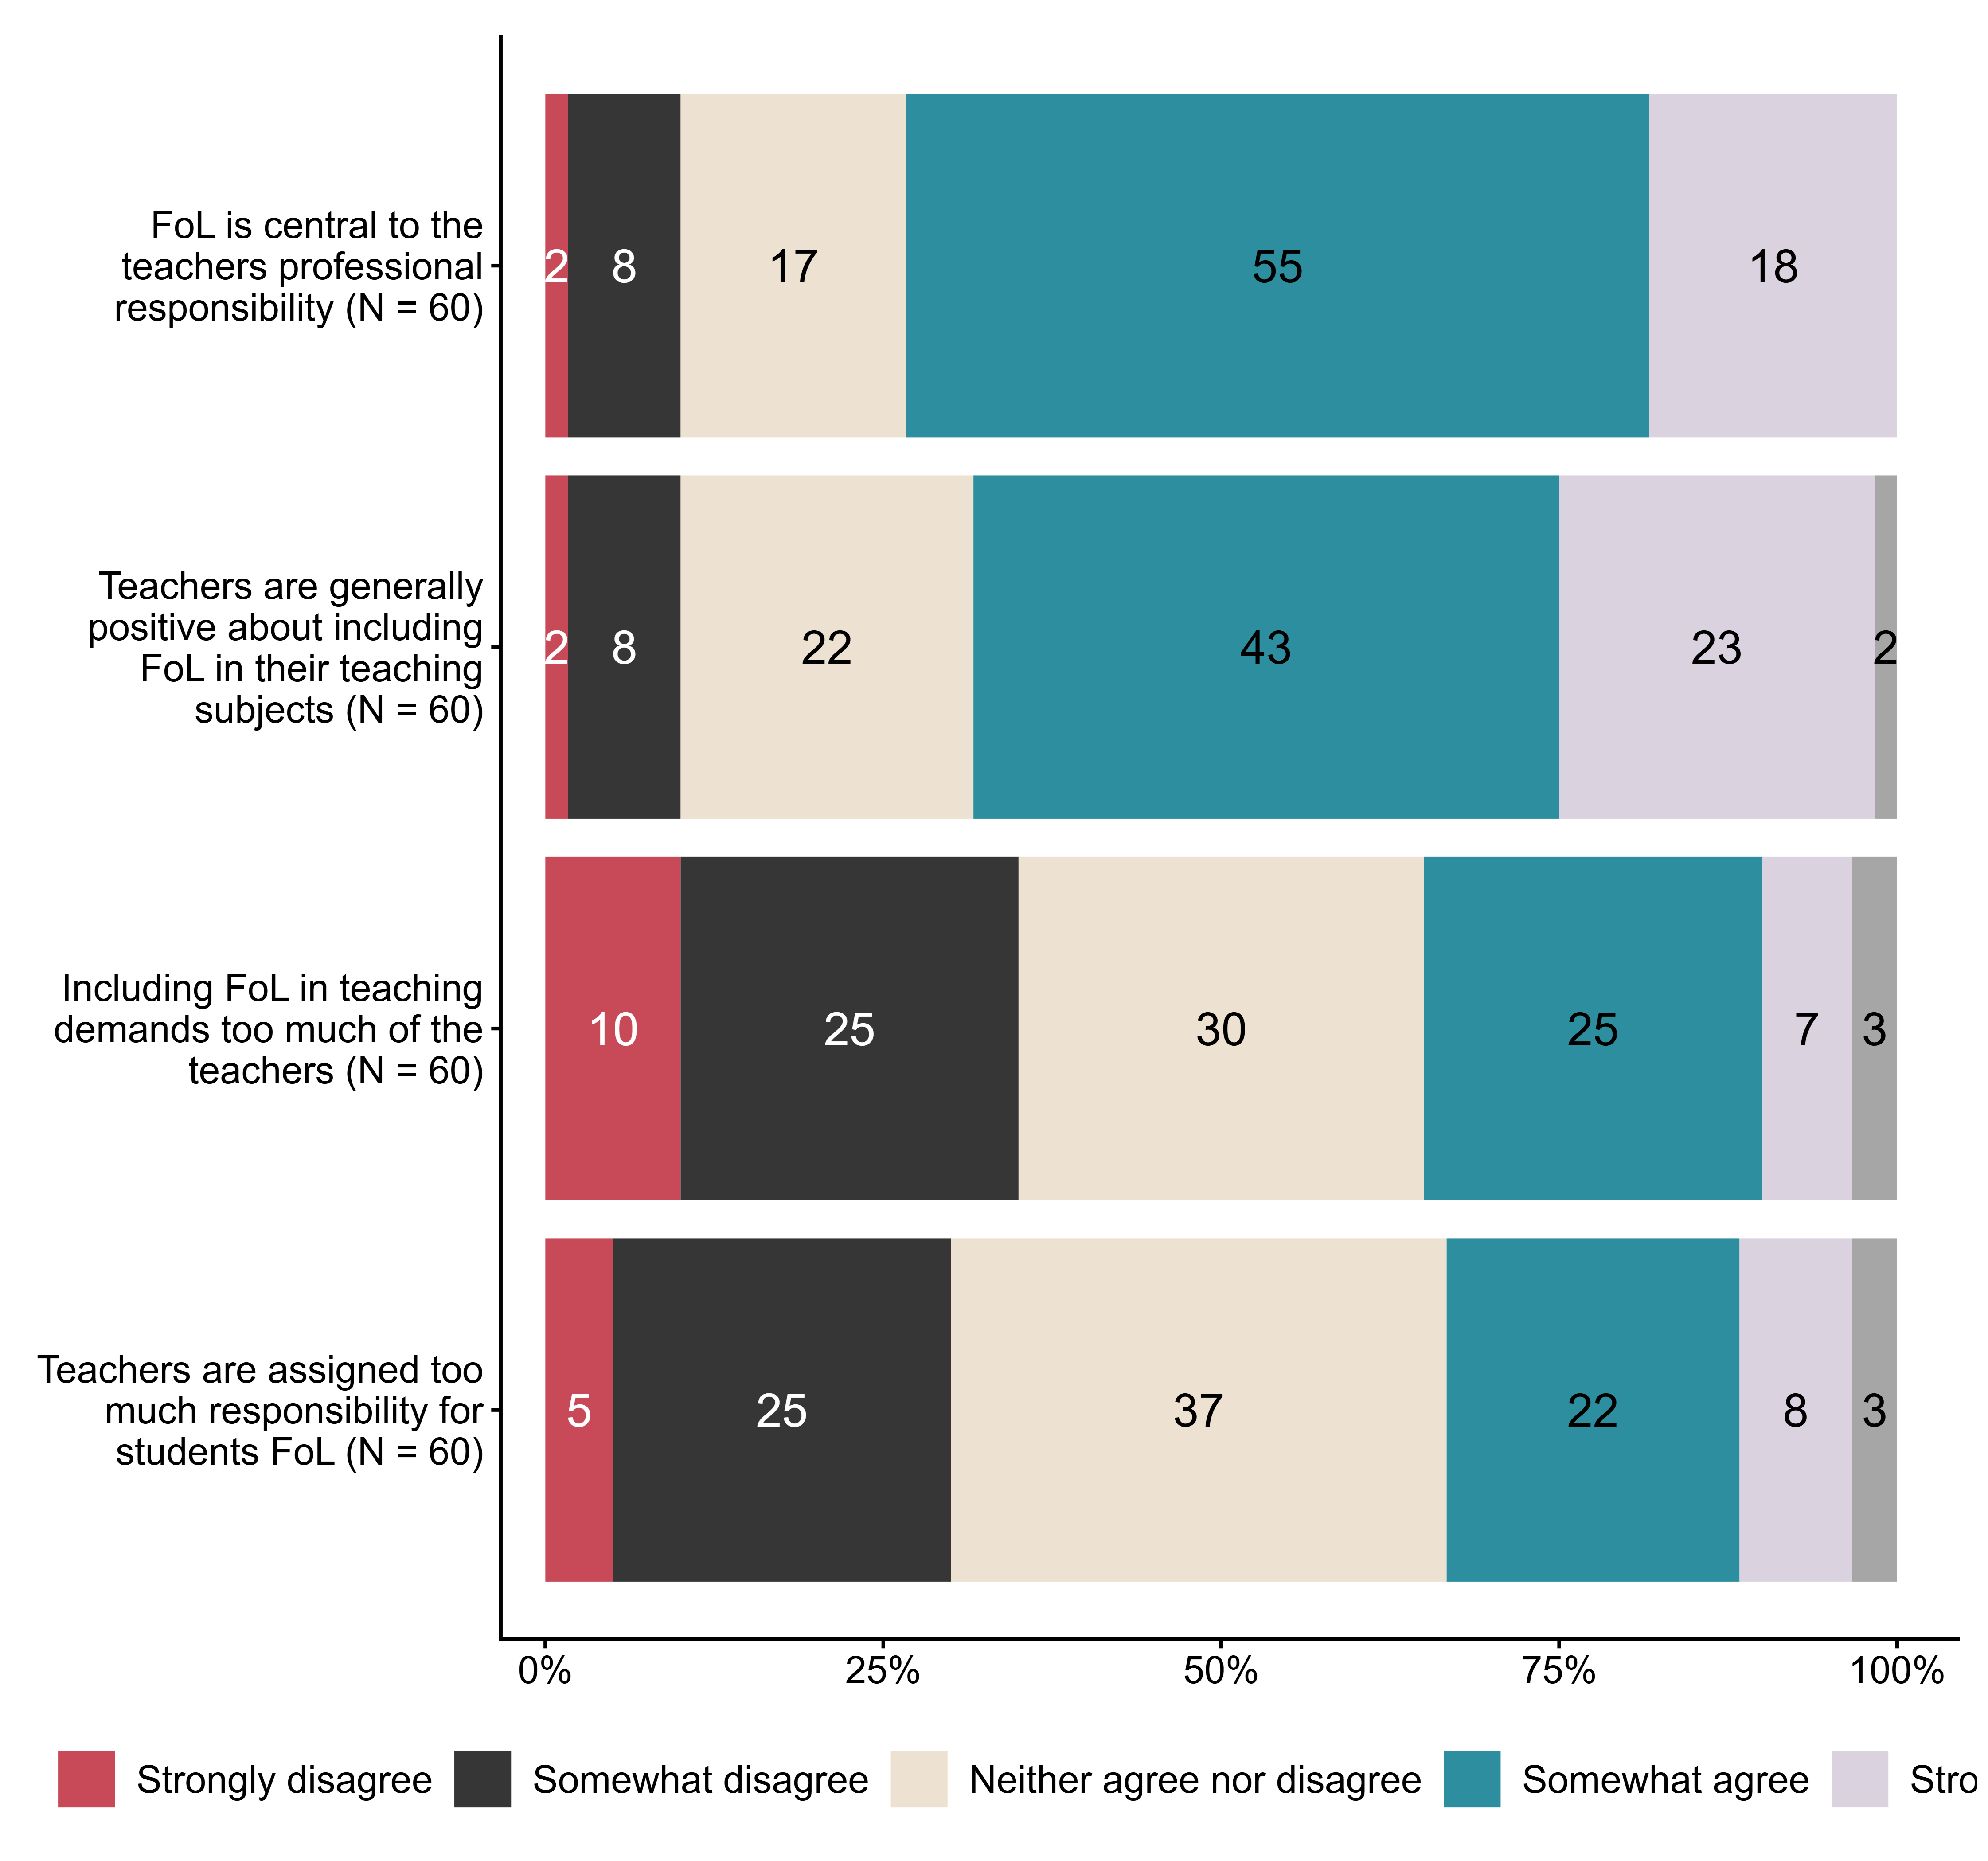 FoL is central to the
teachers professional
responsibility (N = 60)
2 8 17 55 18
Teachers are generally
positive about including
FoL in their teaching
subjects (N = 60)
2 8 22 43 23 2
Including FoL in teaching
demands too much of the
teachers (N = 60)
10 25 30 25 7 3
Teachers are assigned too
much responsibility for
students FoL (N = 60)
5 25 37 22 8 3
0% 25% 50% 75% 100%
Strongly disagree Somewhat disagree Neither agree nor disagree Somewhat agree Stro